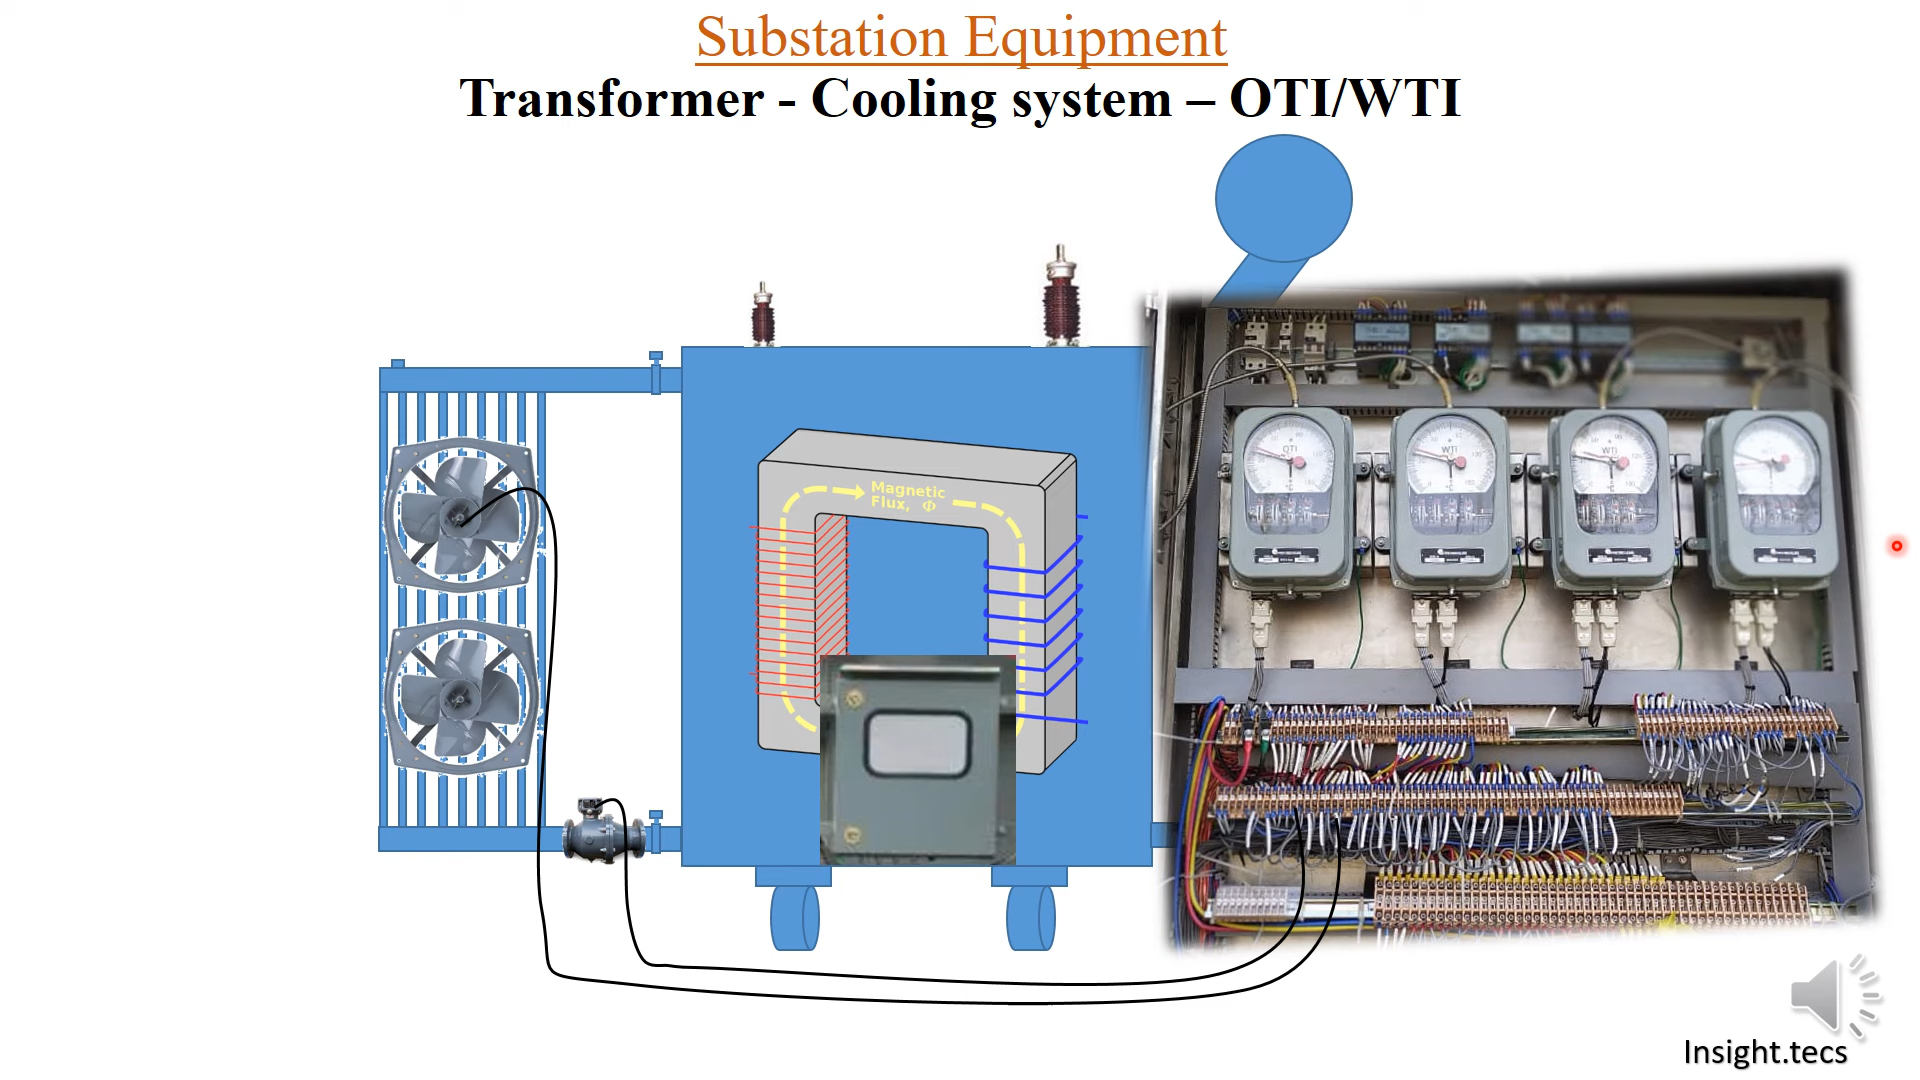 Substation Equipment
Transformer - Cooling system – OTI/WTI
Magnetic
Flux, Φ
OTI
WTI
WTI
Insight.tecs